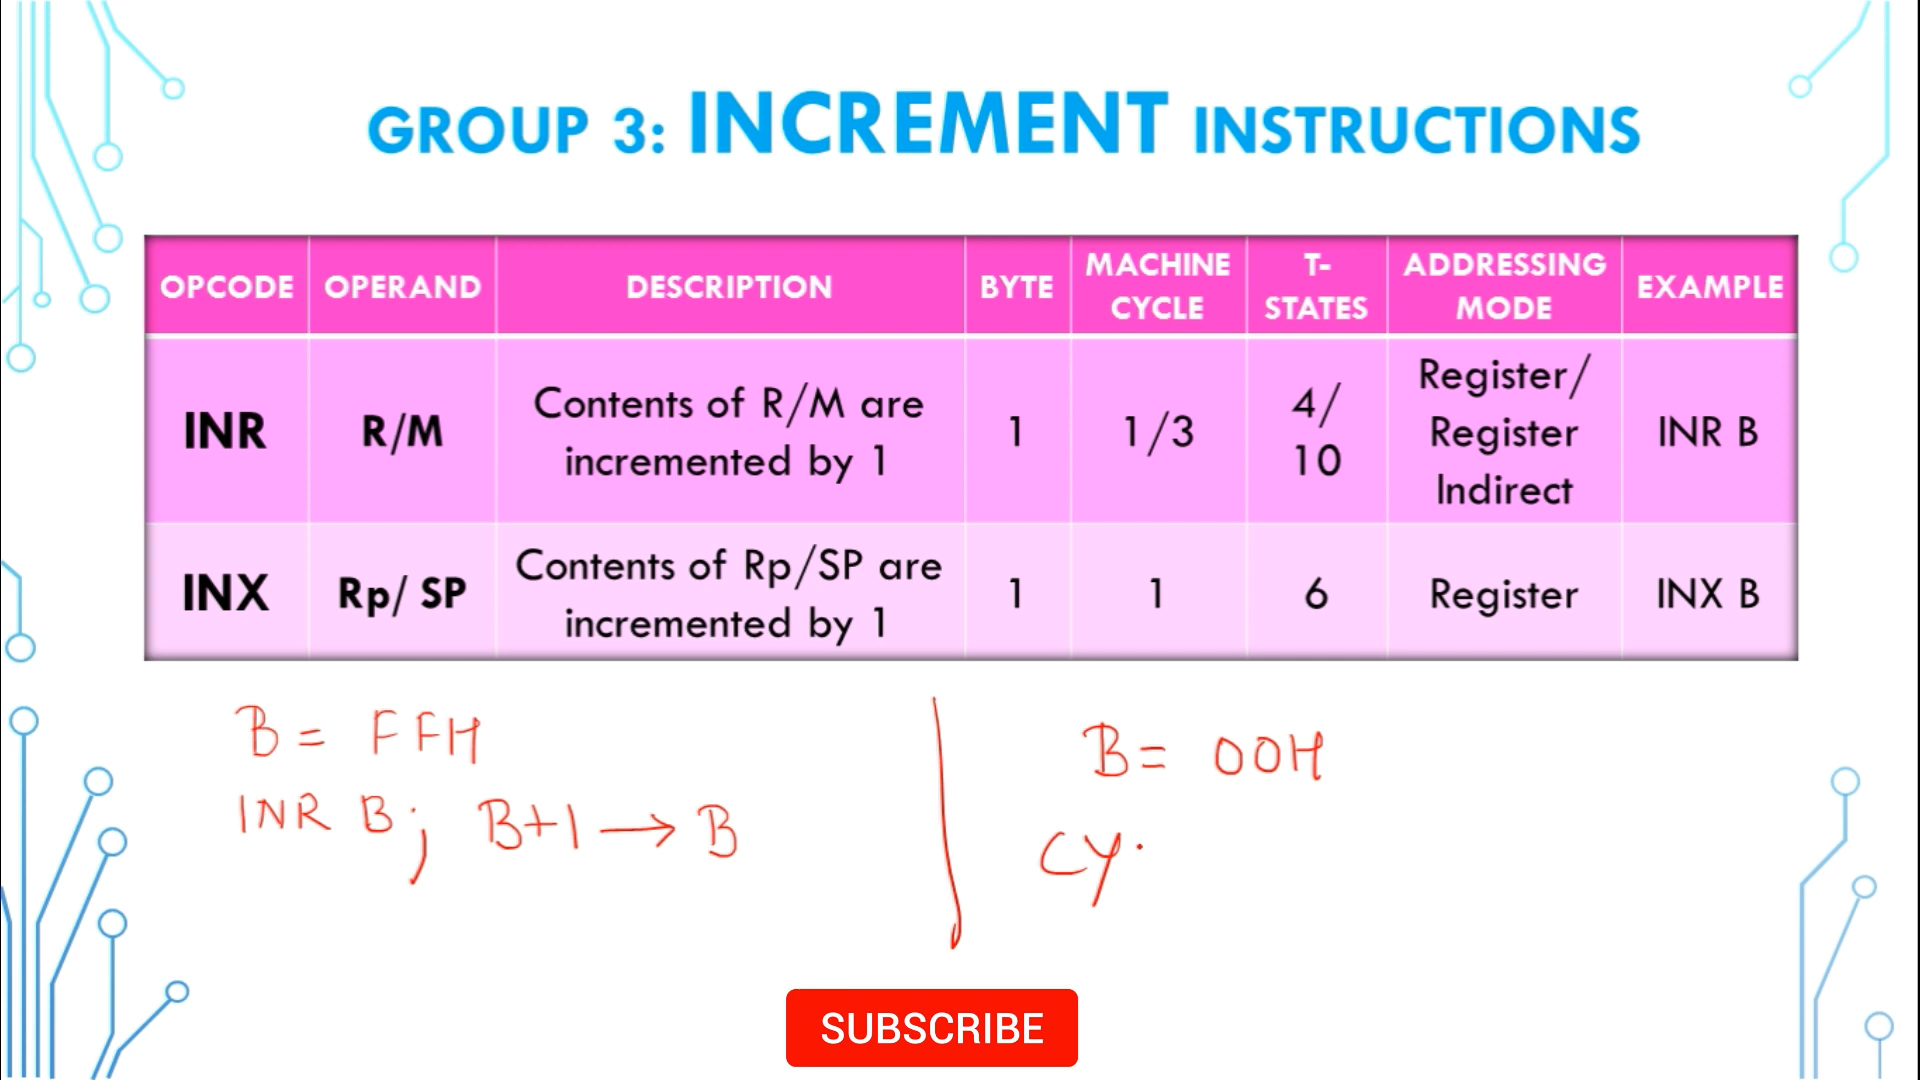 GROUP 3: INCREMENT INSTRUCTIONS
OPCODE OPERAND DESCRIPTION BYTE MACHINE CYCLE T-STATES ADDRESSING MODE EXAMPLE
INR R/M Contents of R/M are incremented by 1 1 1/3 4/10 Register/Register Indirect INR B
INX Rp/ SP Contents of Rp/SP are incremented by 1 1 1 6 Register INX B
B = FFH
INR B; B+1 → B
B = 00H
CY
SUBSCRIBE